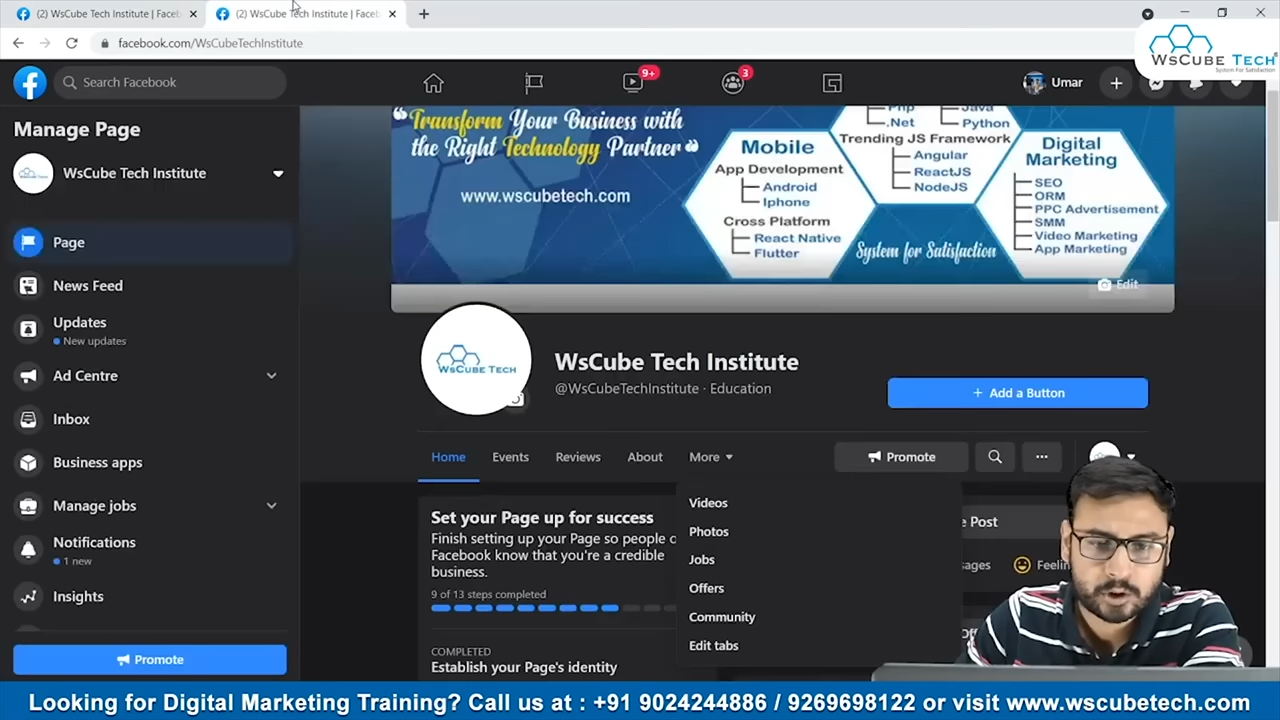 (2) WsCube Tech Institute | Faceb
(2) WsCube Tech Institute | Faceb
facebook.com/WsCubeTechInstitute
WsCube Tech
System For Satisfaction
Search Facebook
9+
3
Umar
Manage Page
WsCube Tech Institute
Page
News Feed
Updates
New updates
Ad Centre
Inbox
Business apps
Manage jobs
Notifications
1 new
Insights
Promote
“Transform Your Business with
the Right Technology Partner”
www.wscubetech.com
Mobile
App Development
Android
Iphone
Cross Platform
React Native
Flutter
Php
Java
.Net
Python
Trending JS Framework
Angular
ReactJS
NodeJS
System for Satisfaction
Digital
Marketing
SEO
ORM
PPC Advertisement
SMM
Video Marketing
App Marketing
Edit
WsCube Tech
WsCube Tech Institute
@WsCubeTechInstitute · Education
+ Add a Button
Home
Events
Reviews
About
More
Promote
Videos
Photos
Jobs
Offers
Community
Edit tabs
Set your Page up for success
Finish setting up your Page so people o
Facebook know that you're a credible
business.
9 of 13 steps completed
COMPLETED
Establish your Page's identity
e Post
sages
Feelin
Looking for Digital Marketing Training? Call us at : +91 9024244886 / 9269698122 or visit www.wscubetech.com